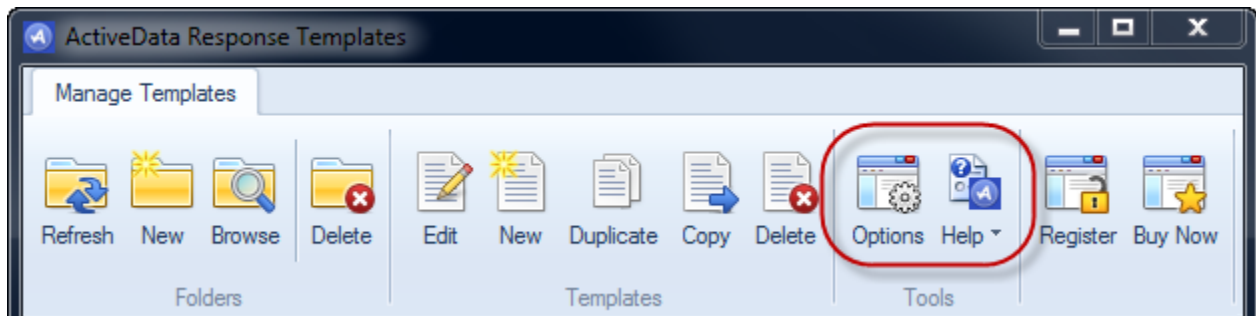 ActiveData Response Templates
Manage Templates
Refresh New Browse Delete Edit New Duplicate Copy Delete Options Help Register Buy Now
Folders Templates Tools